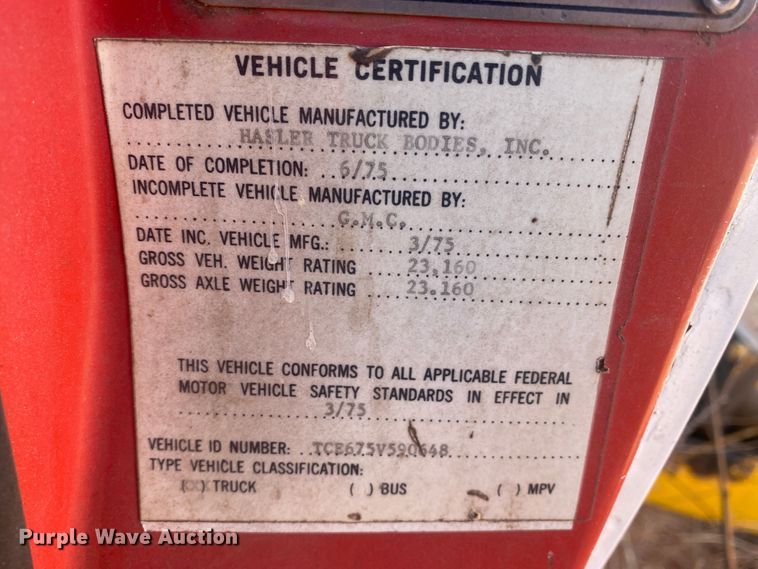 VEHICLE CERTIFICATION
COMPLETED VEHICLE MANUFACTURED BY:
HASLER TRUCK BODIES, INC.
DATE OF COMPLETION: 6/75
INCOMPLETE VEHICLE MANUFACTURED BY:
G.M.C.
DATE INC. VEHICLE MFG.: 3/75
GROSS VEH. WEIGHT RATING 23,160
GROSS AXLE WEIGHT RATING 23.160
THIS VEHICLE CONFORMS TO ALL APPLICABLE FEDERAL
MOTOR VEHICLE SAFETY STANDARDS IN EFFECT IN
3/75
VEHICLE ID NUMBER: TCE675V590648
TYPE VEHICLE CLASSIFICATION:
(XX) TRUCK ( ) BUS ( ) MPV
Purple Wave Auction